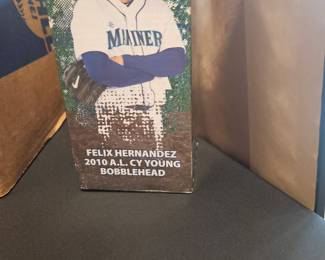 MARINER
FELIX HERNANDEZ
2010 A.L. CY YOUNG
BOBBLEHEAD